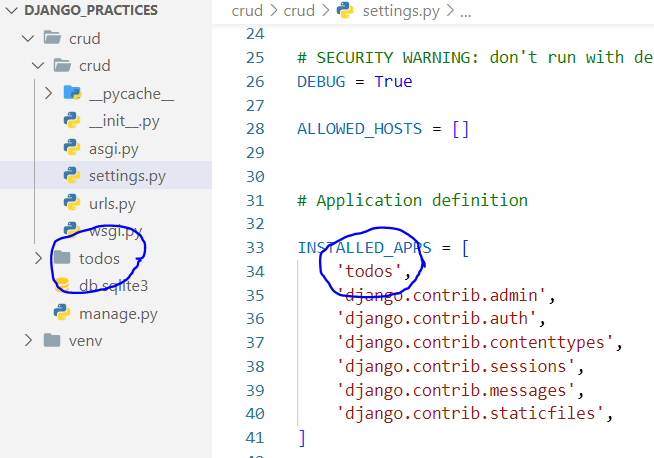 DJANGO_PRACTICES
crud
crud
__pycache__
__init__.py
asgi.py
settings.py
urls.py
wsgi.py
todos
db.sqlite3
manage.py
venv
crud > crud > settings.py > ...
24
25 # SECURITY WARNING: don't run with de
26 DEBUG = True
27
28 ALLOWED_HOSTS = []
29
30
31 # Application definition
32
33 INSTALLED_APPS = [
34 'todos',
35 'django.contrib.admin',
36 'django.contrib.auth',
37 'django.contrib.contenttypes',
38 'django.contrib.sessions',
39 'django.contrib.messages',
40 'django.contrib.staticfiles',
41 ]